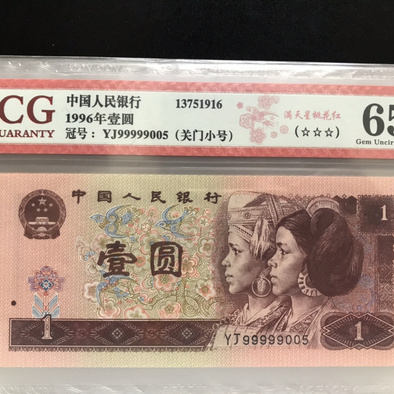 CG
GUARANTY
中国人民银行
1996年壹圆
冠号：YJ99999005（关门小号）
13751916
满天星桃花红
(☆☆☆)
65
Gem Uncirc
中国人民银行
壹圆
1
1
1
YJ99999005